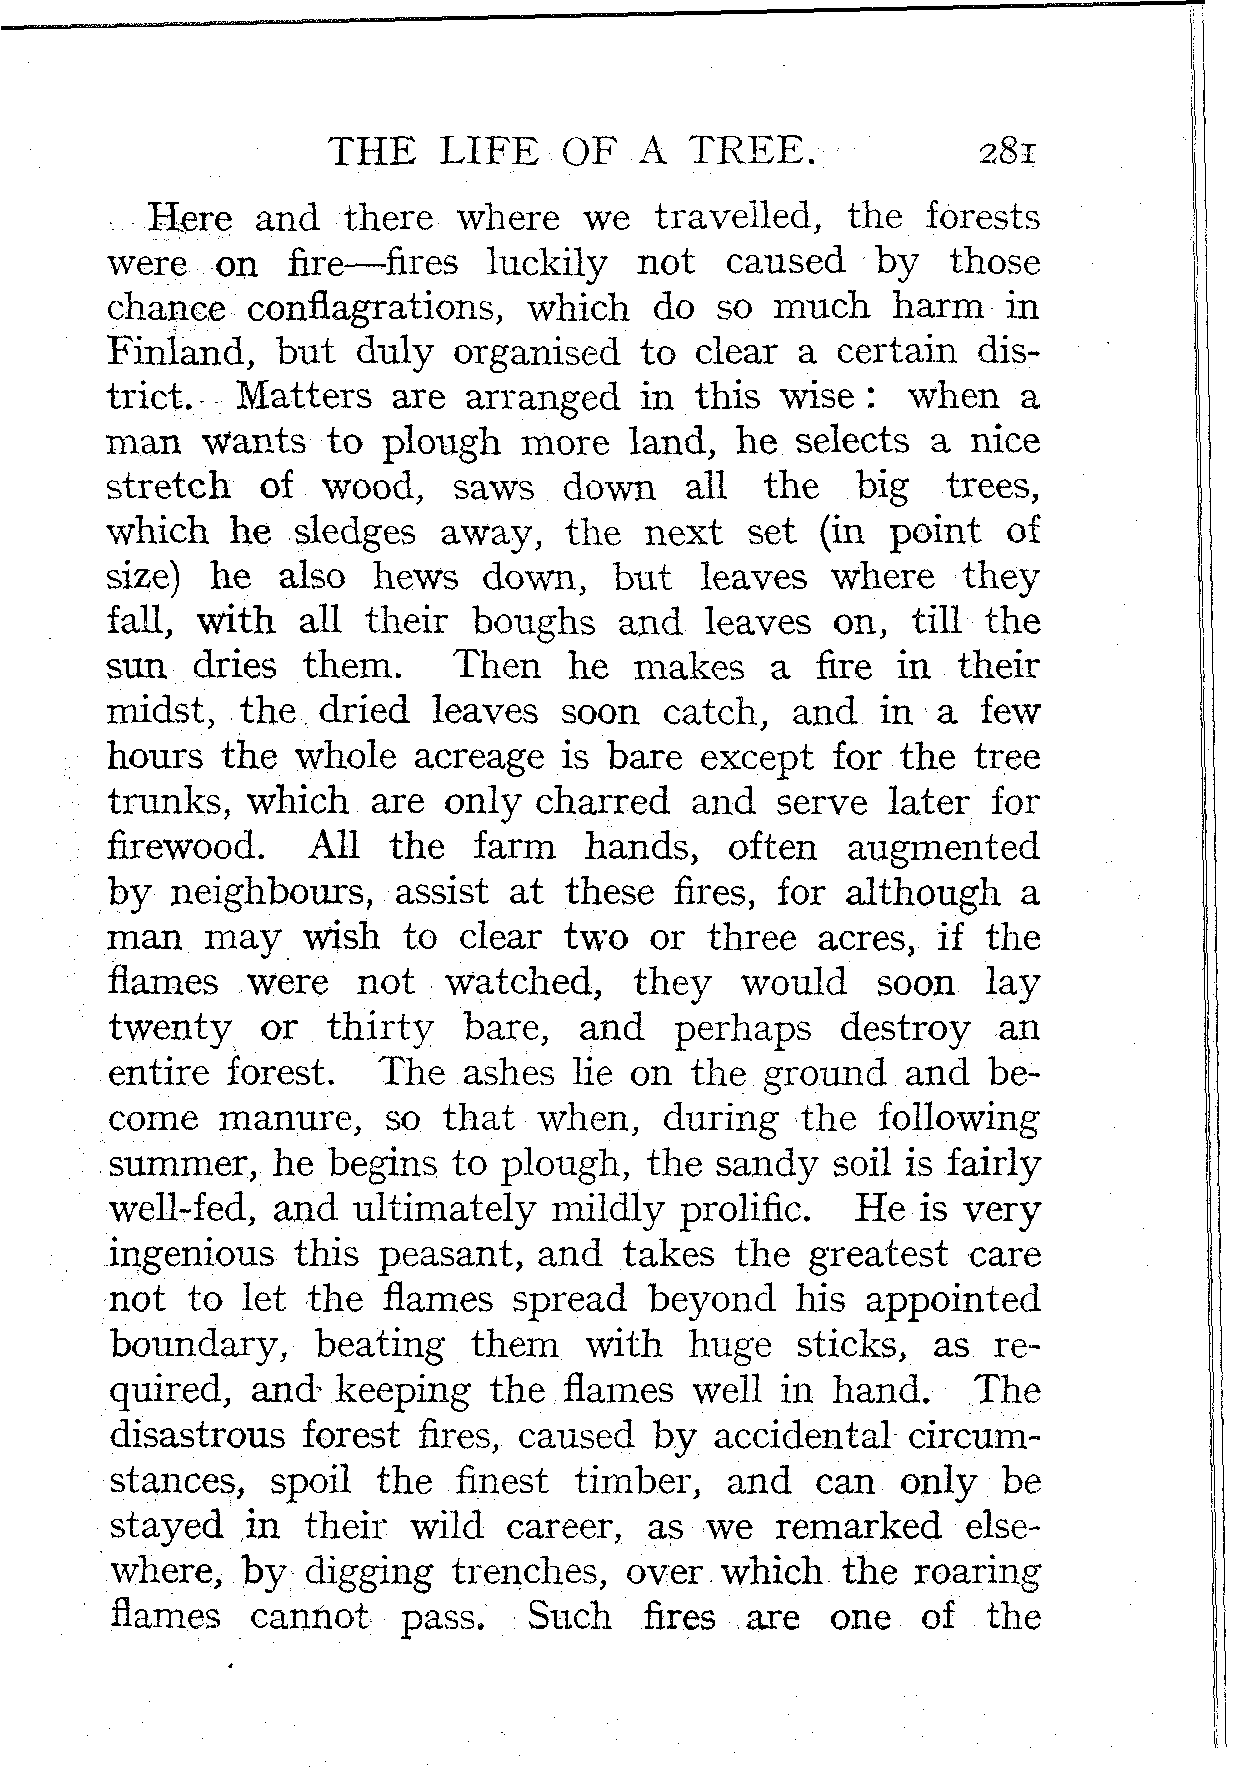 THE LIFE OF A TREE. 281
Here and there where we travelled, the forests
were on fire—fires luckily not caused by those
chance conflagrations, which do so much harm in
Finland, but duly organised to clear a certain dis-
trict. Matters are arranged in this wise : when a
man wants to plough more land, he selects a nice
stretch of wood, saws down all the big trees,
which he sledges away, the next set (in point of
size) he also hews down, but leaves where they
fall, with all their boughs and leaves on, till the
sun dries them. Then he makes a fire in their
midst, the dried leaves soon catch, and in a few
hours the whole acreage is bare except for the tree
trunks, which are only charred and serve later for
firewood. All the farm hands, often augmented
by neighbours, assist at these fires, for although a
man may wish to clear two or three acres, if the
flames were not watched, they would soon lay
twenty or thirty bare, and perhaps destroy an
entire forest. The ashes lie on the ground and be-
come manure, so that when, during the following
summer, he begins to plough, the sandy soil is fairly
well-fed, and ultimately mildly prolific. He is very
ingenious this peasant, and takes the greatest care
not to let the flames spread beyond his appointed
boundary, beating them with huge sticks, as re-
quired, and keeping the flames well in hand. The
disastrous forest fires, caused by accidental circum-
stances, spoil the finest timber, and can only be
stayed in their wild career, as we remarked else-
where, by digging trenches, over which the roaring
flames cannot pass. Such fires are one of the